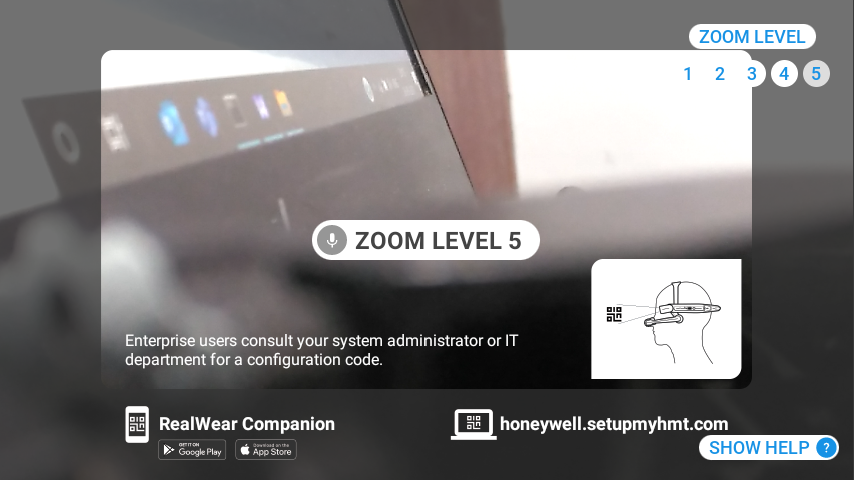 ZOOM LEVEL
1 2 3 4 5
ZOOM LEVEL 5
Enterprise users consult your system administrator or IT
department for a configuration code.
RealWear Companion
GET IT ON
Google Play
Download on the
App Store
honeywell.setupmyhmt.com
SHOW HELP ?